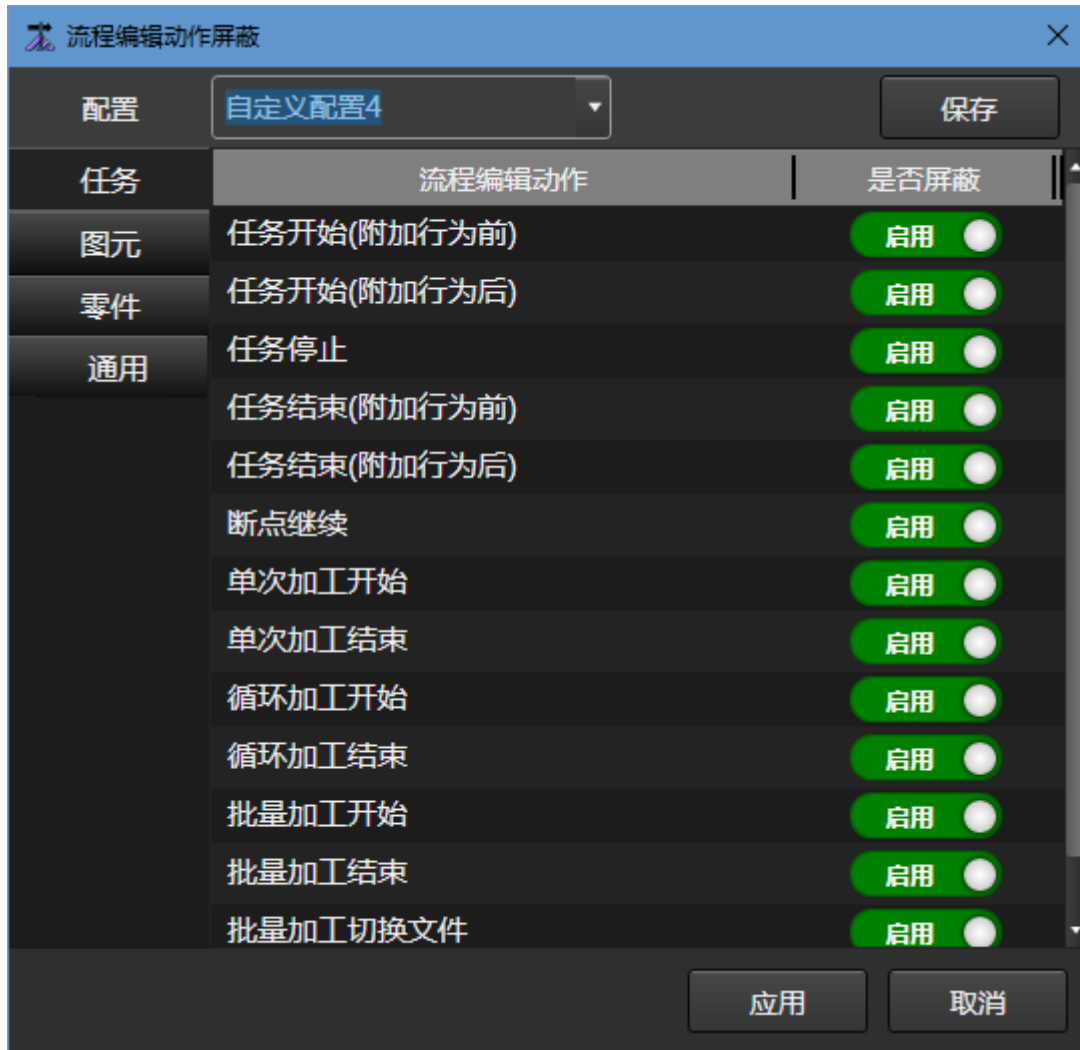 流程编辑动作屏蔽
配置 自定义配置4 保存
任务 流程编辑动作 是否屏蔽
图元 任务开始(附加行为前) 启用
零件 任务开始(附加行为后) 启用
通用 任务停止 启用
任务结束(附加行为前) 启用
任务结束(附加行为后) 启用
断点继续 启用
单次加工开始 启用
单次加工结束 启用
循环加工开始 启用
循环加工结束 启用
批量加工开始 启用
批量加工结束 启用
批量加工切换文件 启用
应用 取消